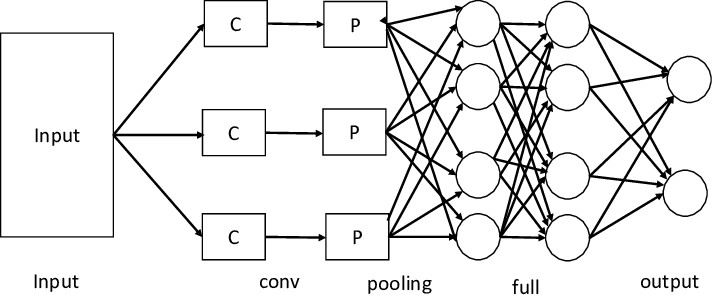 C P
Input C P
C P
Input conv pooling full output